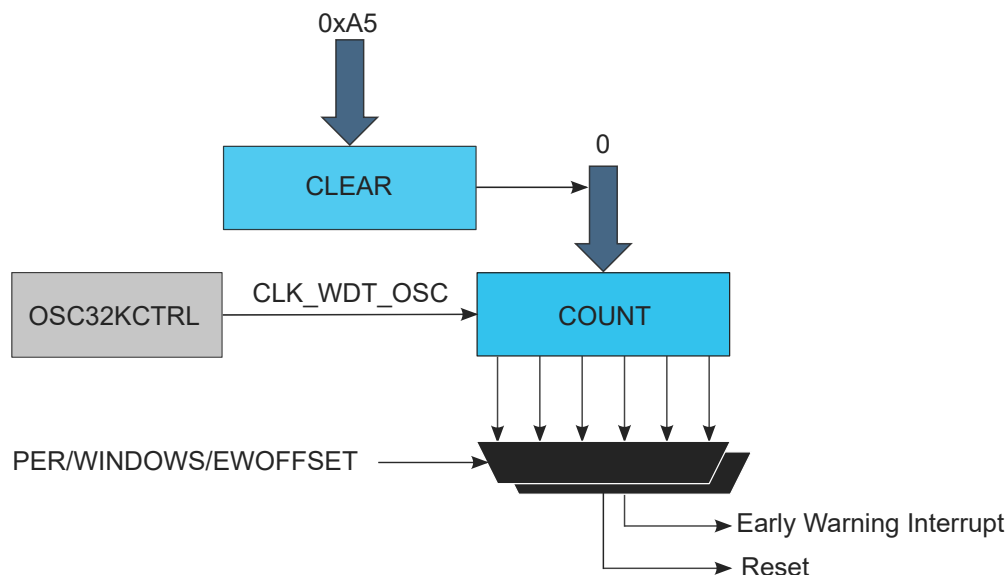 0xA5
0
CLEAR
CLK_WDT_OSC
OSC32KCTRL
COUNT
PER/WINDOWS/EWOFFSET
Early Warning Interrupt
Reset